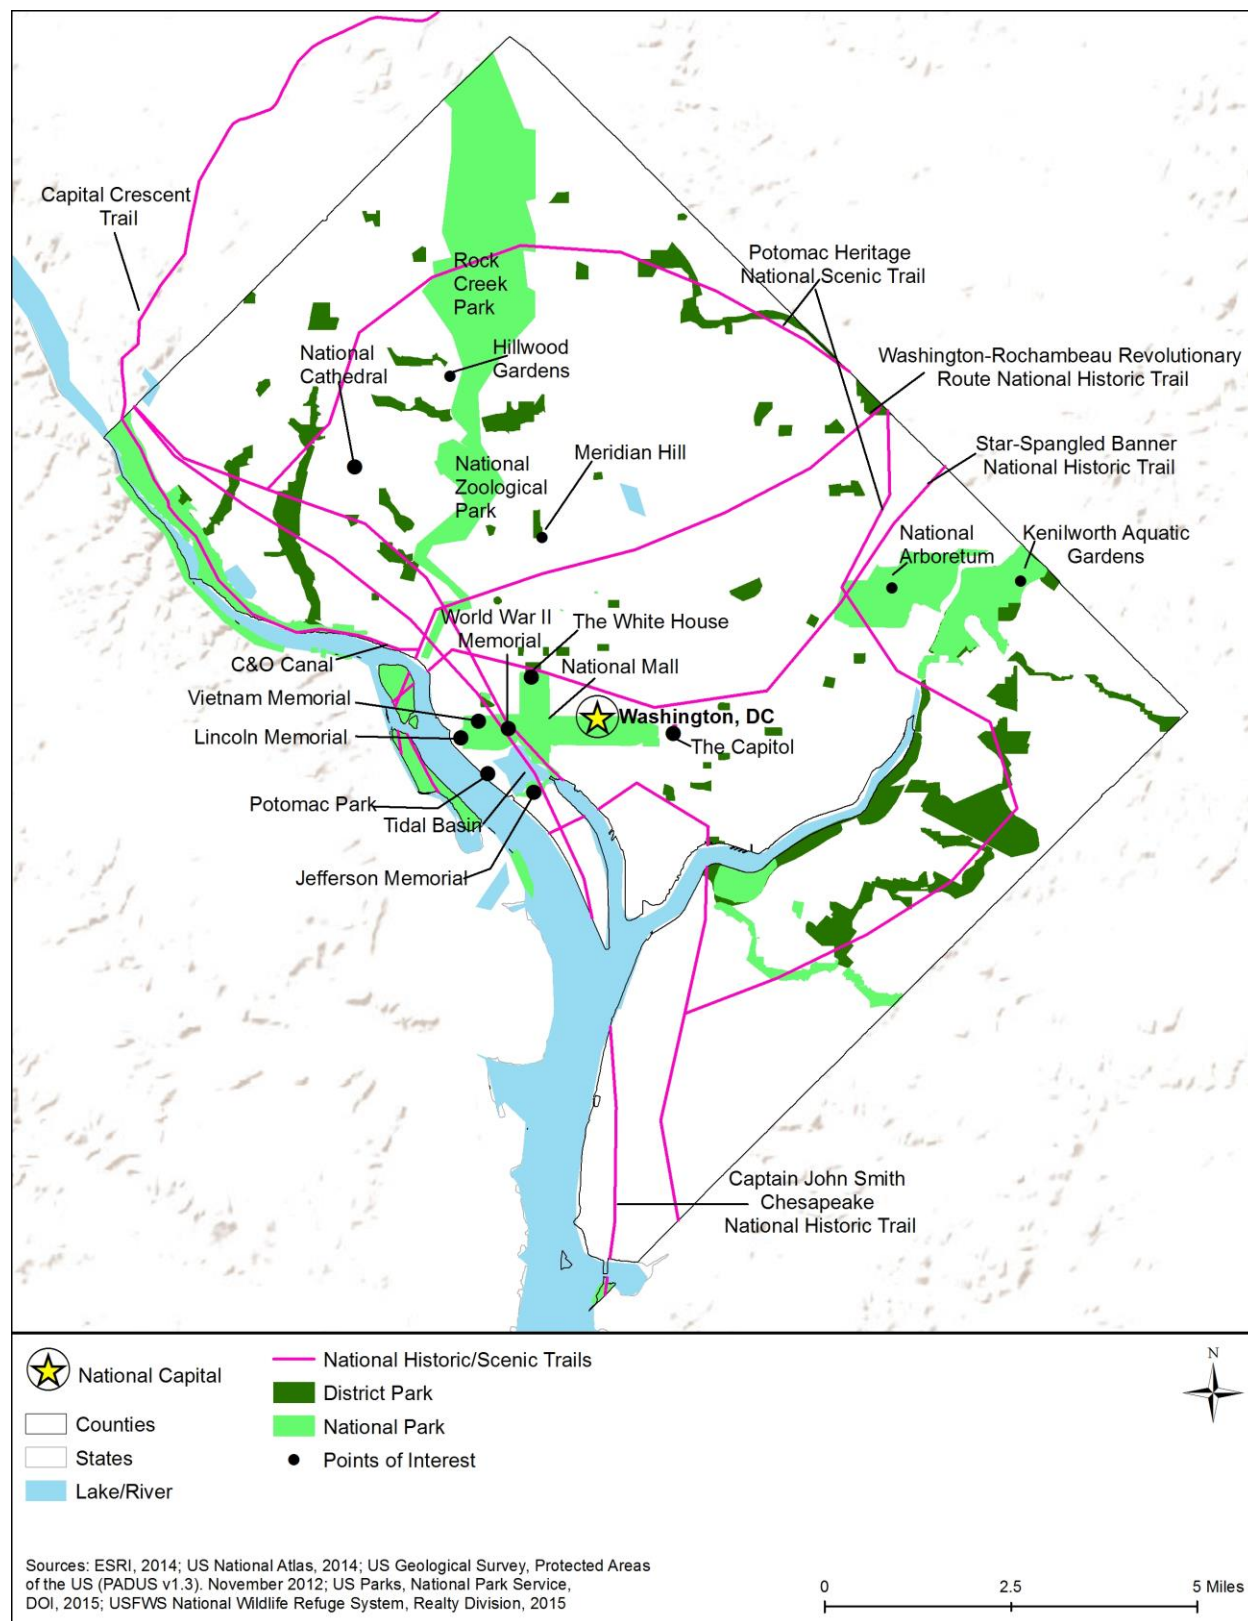 Capital Crescent
Trail
Rock
Creek
Park
Potomac Heritage
National Scenic Trail
National
Cathedral
Hillwood
Gardens
Washington-Rochambeau Revolutionary
Route National Historic Trail
Star-Spangled Banner
National Historic Trail
National
Zoological
Park
Meridian Hill
National
Arboretum
Kenilworth Aquatic
Gardens
World War II
Memorial
The White House
C&O Canal
National Mall
Vietnam Memorial
Washington, DC
Lincoln Memorial
The Capitol
Potomac Park
Tidal Basin
Jefferson Memorial
Captain John Smith
Chesapeake
National Historic Trail
National Capital
Counties
States
Lake/River
National Historic/Scenic Trails
District Park
National Park
Points of Interest
N
Sources: ESRI, 2014; US National Atlas, 2014; US Geological Survey, Protected Areas
of the US (PADUS v1.3). November 2012; US Parks, National Park Service,
DOI, 2015; USFWS National Wildlife Refuge System, Realty Division, 2015
0 2.5 5 Miles